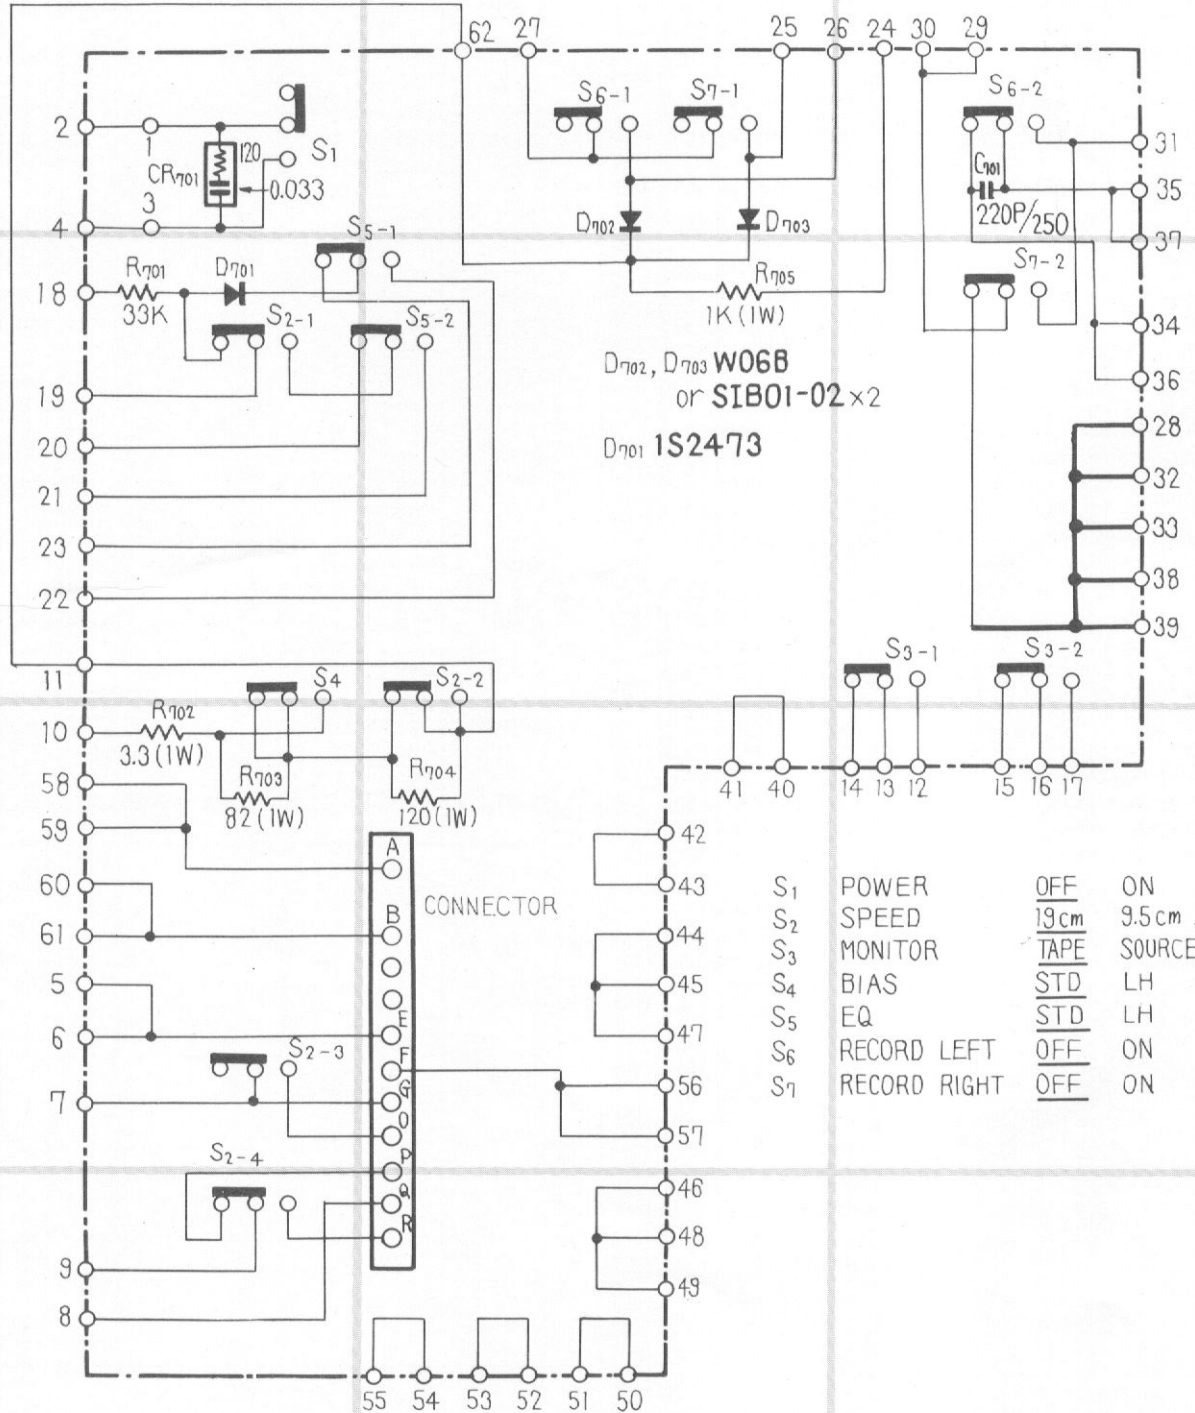 62 27 25 26 24 30 29
S6-1 S7-1 S6-2
2 1 120 S1 31
CR701 0.033
C701 35
3 220P/250
4 S5-1 D702 D703 37
R701 D701 R705 S7-2
18 33K 1K (1W) 34
S2-1 S5-2
D702, D703 W06B 36
19 or SIB01-02 x2
28
20 D701 1S2473
32
21
33
23
38
22
39
S3-1 S3-2
11 S4 S2-2
10 R702
3.3 (1W) R703 R704
58 82 (1W) 120 (1W) 41 40 14 13 12 15 16 17
59 42
A
60 43
CONNECTOR
B
61 44
5 45
E
6 47
S2-3 F
56
G
7
O 57
S2-4 P
46
Q
R 48
9 49
8
55 54 53 52 51 50
S1 POWER OFF ON
S2 SPEED 19cm 9.5cm
S3 MONITOR TAPE SOURCE
S4 BIAS STD LH
S5 EQ STD LH
S6 RECORD LEFT OFF ON
S7 RECORD RIGHT OFF ON